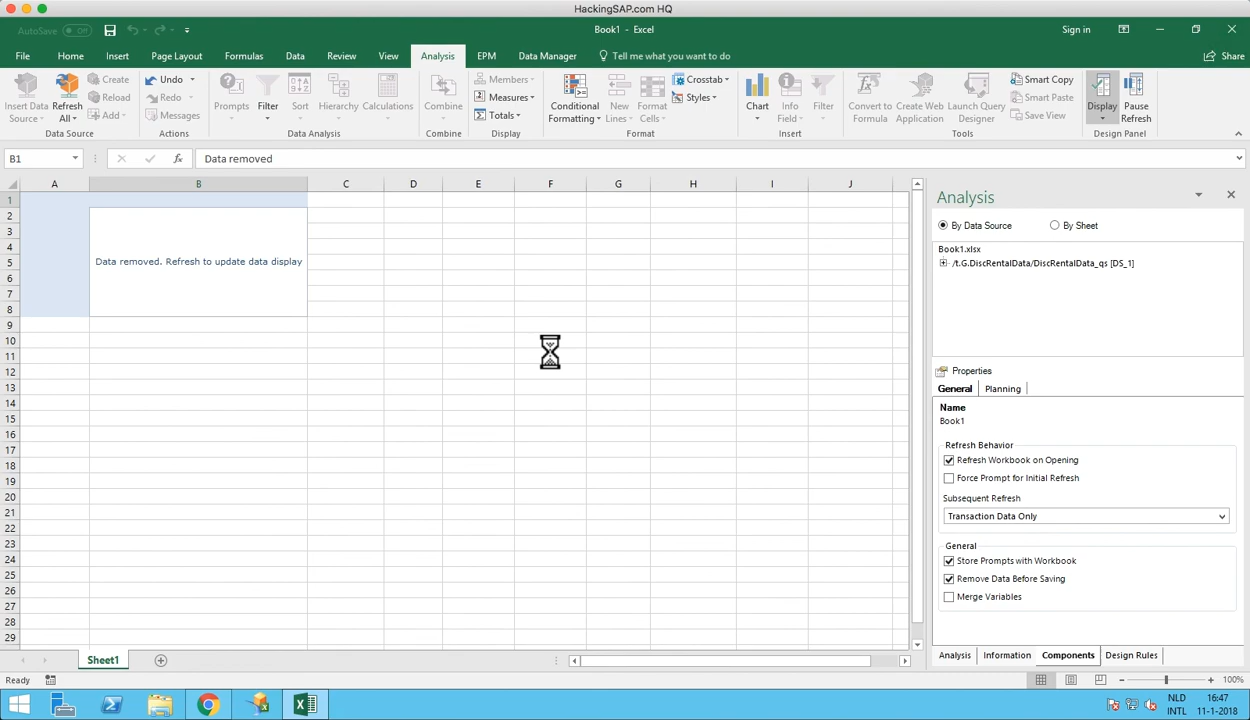 HackingSAP.com HQ
AutoSave Off Book1 - Excel Sign in
File Home Insert Page Layout Formulas Data Review View Analysis EPM Data Manager Tell me what you want to do Share
Insert Data Source Refresh All Create Reload Add Undo Redo Messages Prompts Filter Sort Hierarchy Calculations Combine Members Measures Totals Conditional Formatting New Lines Format Cells Crosstab Styles Chart Info Field Filter Convert to Formula Create Web Application Launch Query Designer Smart Copy Smart Paste Save View Display Pause Refresh
Data Source Actions Data Analysis Combine Display Format Insert Tools Design Panel
B1 fx Data removed
A B C D E F G H I J
1
2
3
4
5
6
7
8
9
10
11
12
13
14
15
16
17
18
19
20
21
22
23
24
25
26
27
28
29
Data removed. Refresh to update data display
Analysis
By Data Source By Sheet
Book1.xlsx
/t.G.DiscRentalData/DiscRentalData_qs [DS_1]
Properties
General Planning
Name
Book1
Refresh Behavior
Refresh Workbook on Opening
Force Prompt for Initial Refresh
Subsequent Refresh
Transaction Data Only
General
Store Prompts with Workbook
Remove Data Before Saving
Merge Variables
Analysis Information Components Design Rules
Sheet1
Ready 100%
NLD 16:47
INTL 11-1-2018